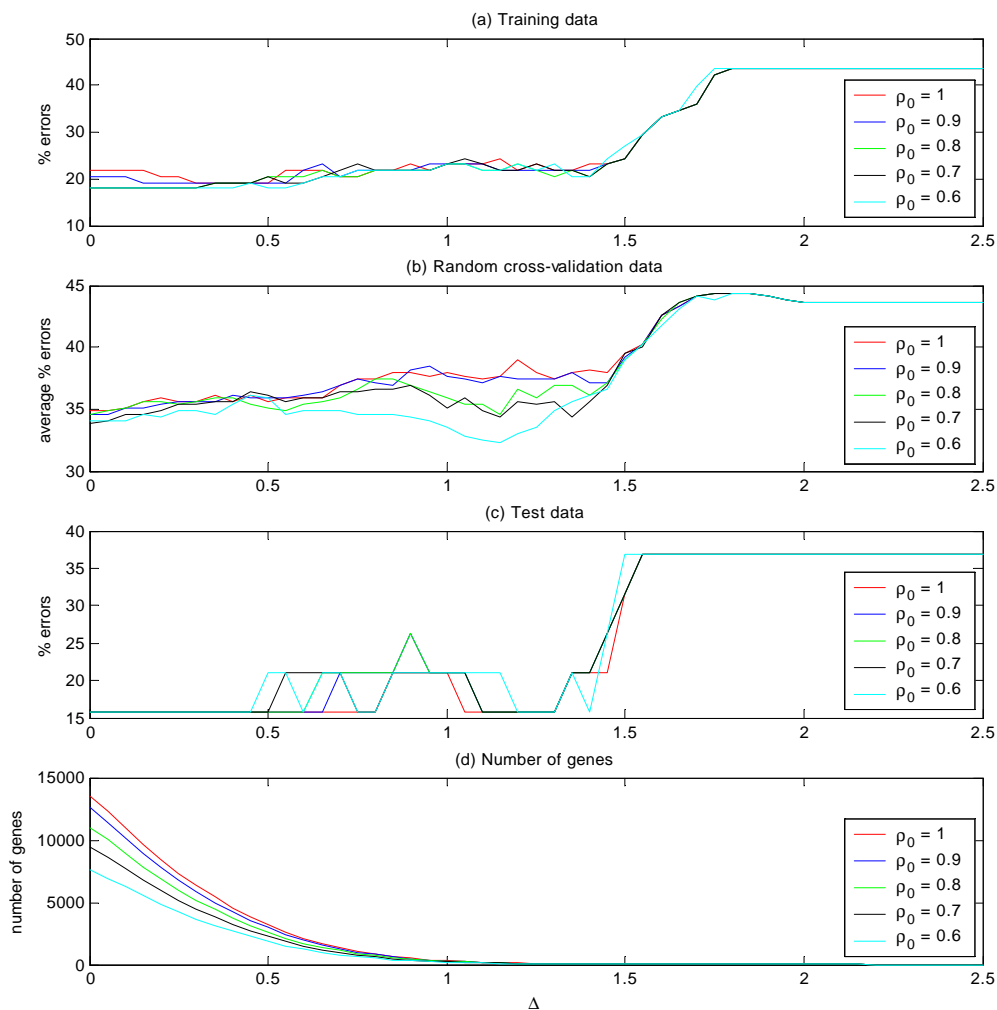 (a) Training data
50
40
30
20
10
% errors
0
0.5
1
1.5
2
2.5
ρ0 = 1
ρ0 = 0.9
ρ0 = 0.8
ρ0 = 0.7
ρ0 = 0.6
(b) Random cross-validation data
45
40
35
30
average % errors
0
0.5
1
1.5
2
2.5
ρ0 = 1
ρ0 = 0.9
ρ0 = 0.8
ρ0 = 0.7
ρ0 = 0.6
(c) Test data
40
35
30
25
20
15
% errors
0
0.5
1
1.5
2
2.5
ρ0 = 1
ρ0 = 0.9
ρ0 = 0.8
ρ0 = 0.7
ρ0 = 0.6
(d) Number of genes
15000
10000
5000
0
number of genes
0
0.5
1
1.5
2
2.5
ρ0 = 1
ρ0 = 0.9
ρ0 = 0.8
ρ0 = 0.7
ρ0 = 0.6
Δ